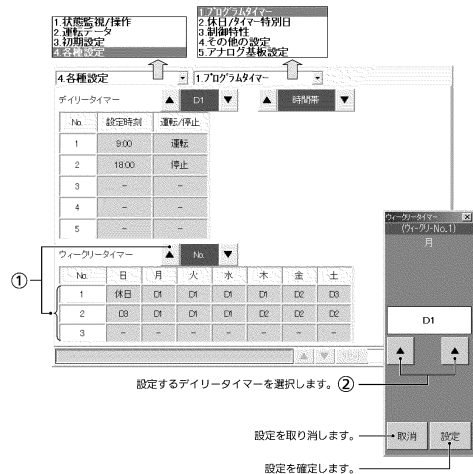 1.状態監視/操作
2.運転データ
3.初期設定
4.各種設定
1.プログラムタイマー
2.休日/タイマー特別日
3.制御特性
4.その他の設定
5.アナログ基板設定
4.各種設定 1.プログラムタイマー
デイリータイマー ▲ D1 ▼ ▲ 時間帯 ▼
No. 設定時刻 運転/停止
1 9:00 運転
2 18:00 停止
3 - -
4 - -
5 - -
ウィークリータイマー ▲ No. ▼
No. 日 月 火 水 木 金 土
1 休日 D1 D1 D1 D1 D2 D3
2 D3 D1 D1 D1 D2 D2 D2
3 - - - - - - -
①
ウィークリータイマー
(ウィークリ-No.1)
月
D1
▲ ▲
設定するデイリータイマーを選択します。②
設定を取り消します。
取消 設定
設定を確定します。